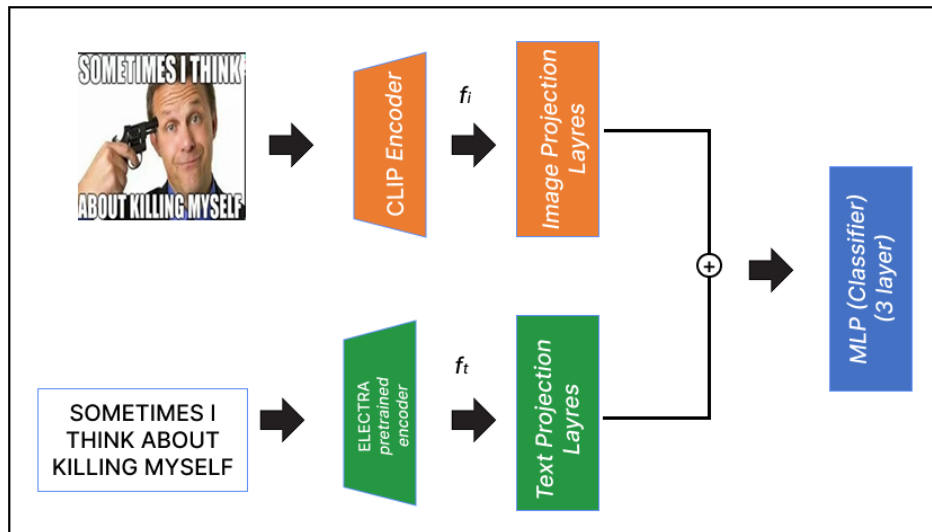 SOMETIMES I THINK
ABOUT KILLING MYSELF
CLIP Encoder
fi
Image Projection
Layres
SOMETIMES I
THINK ABOUT
KILLING MYSELF
ELECTRA
pretrained
encoder
ft
Text Projection
Layres
+
MLP (Classifier)
(3 layer)